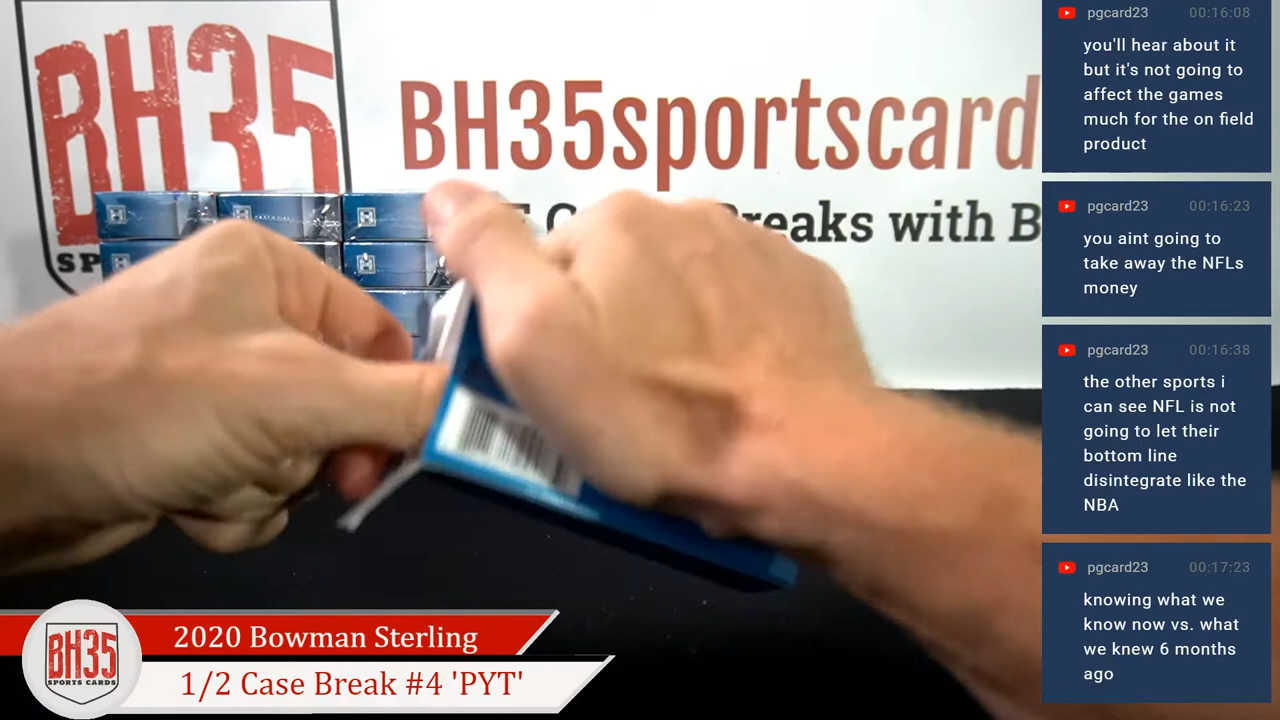 BH35
SP
BH35sportscard
reaks with B
pgcard23 00:16:08
you'll hear about it
but it's not going to
affect the games
much for the on field
product
pgcard23 00:16:23
you aint going to
take away the NFLs
money
pgcard23 00:16:38
the other sports i
can see NFL is not
going to let their
bottom line
disintegrate like the
NBA
pgcard23 00:17:23
knowing what we
know now vs. what
we knew 6 months
ago
BH35
SPORTS CARDS
2020 Bowman Sterling
1/2 Case Break #4 'PYT'